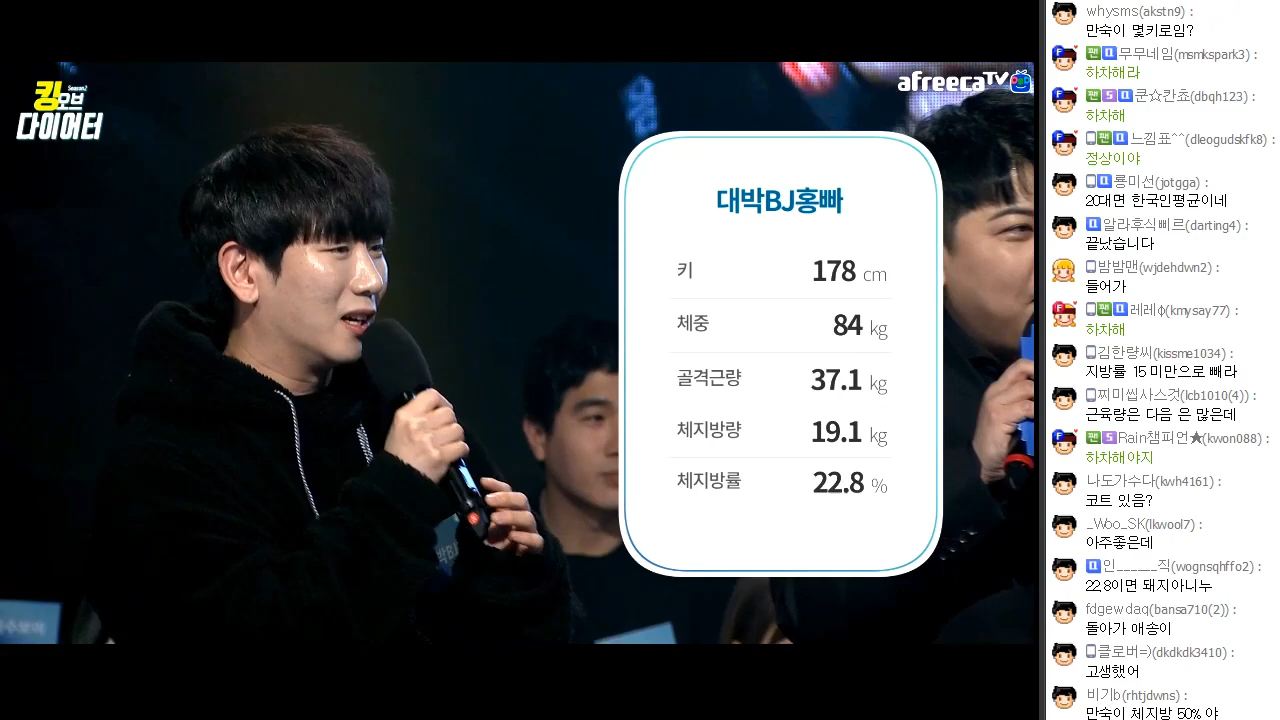 킹오브
Season2
다이어터
afreecaTV
대박BJ홍빠
키 178 cm
체중 84 kg
골격근량 37.1 kg
체지방량 19.1 kg
체지방률 22.8 %
whysms(akstn9) :
만숙이 몇키로임?
팬 무무네임(msmkspark3) :
하차해라
팬 S 쿤☆칸쵸(dbqh123) :
하차해
팬 느낌표^^(dleogudskfk8) :
정상이야
룡미선(jotgga) :
20대면 한국인평균이네
알라후식뻬르(darting4) :
끝났습니다
밤밤맨(wjdehdwn2) :
들어가
팬 레레φ(kmysay77) :
하차해
김한량씨(kissme1034) :
지방률 15 미만으로 빼라
찌미씹사스것(lcb1010(4)) :
근육량은 다음 은 많은데
팬 S Rain챔피언★(kwon088) :
하차해야지
나도가수다(kwh4161) :
코트 있음?
_Woo_SK(lkwool7) :
아주좋은데
인______직(wognsqhffo2) :
22.8이면 돼지아니누
fdgewdaq(bansa710(2)) :
돌아가 애송이
클로버=)(dkdkdk3410) :
고생했어
비기b(rhtjdwns) :
만숙이 체지방 50%야